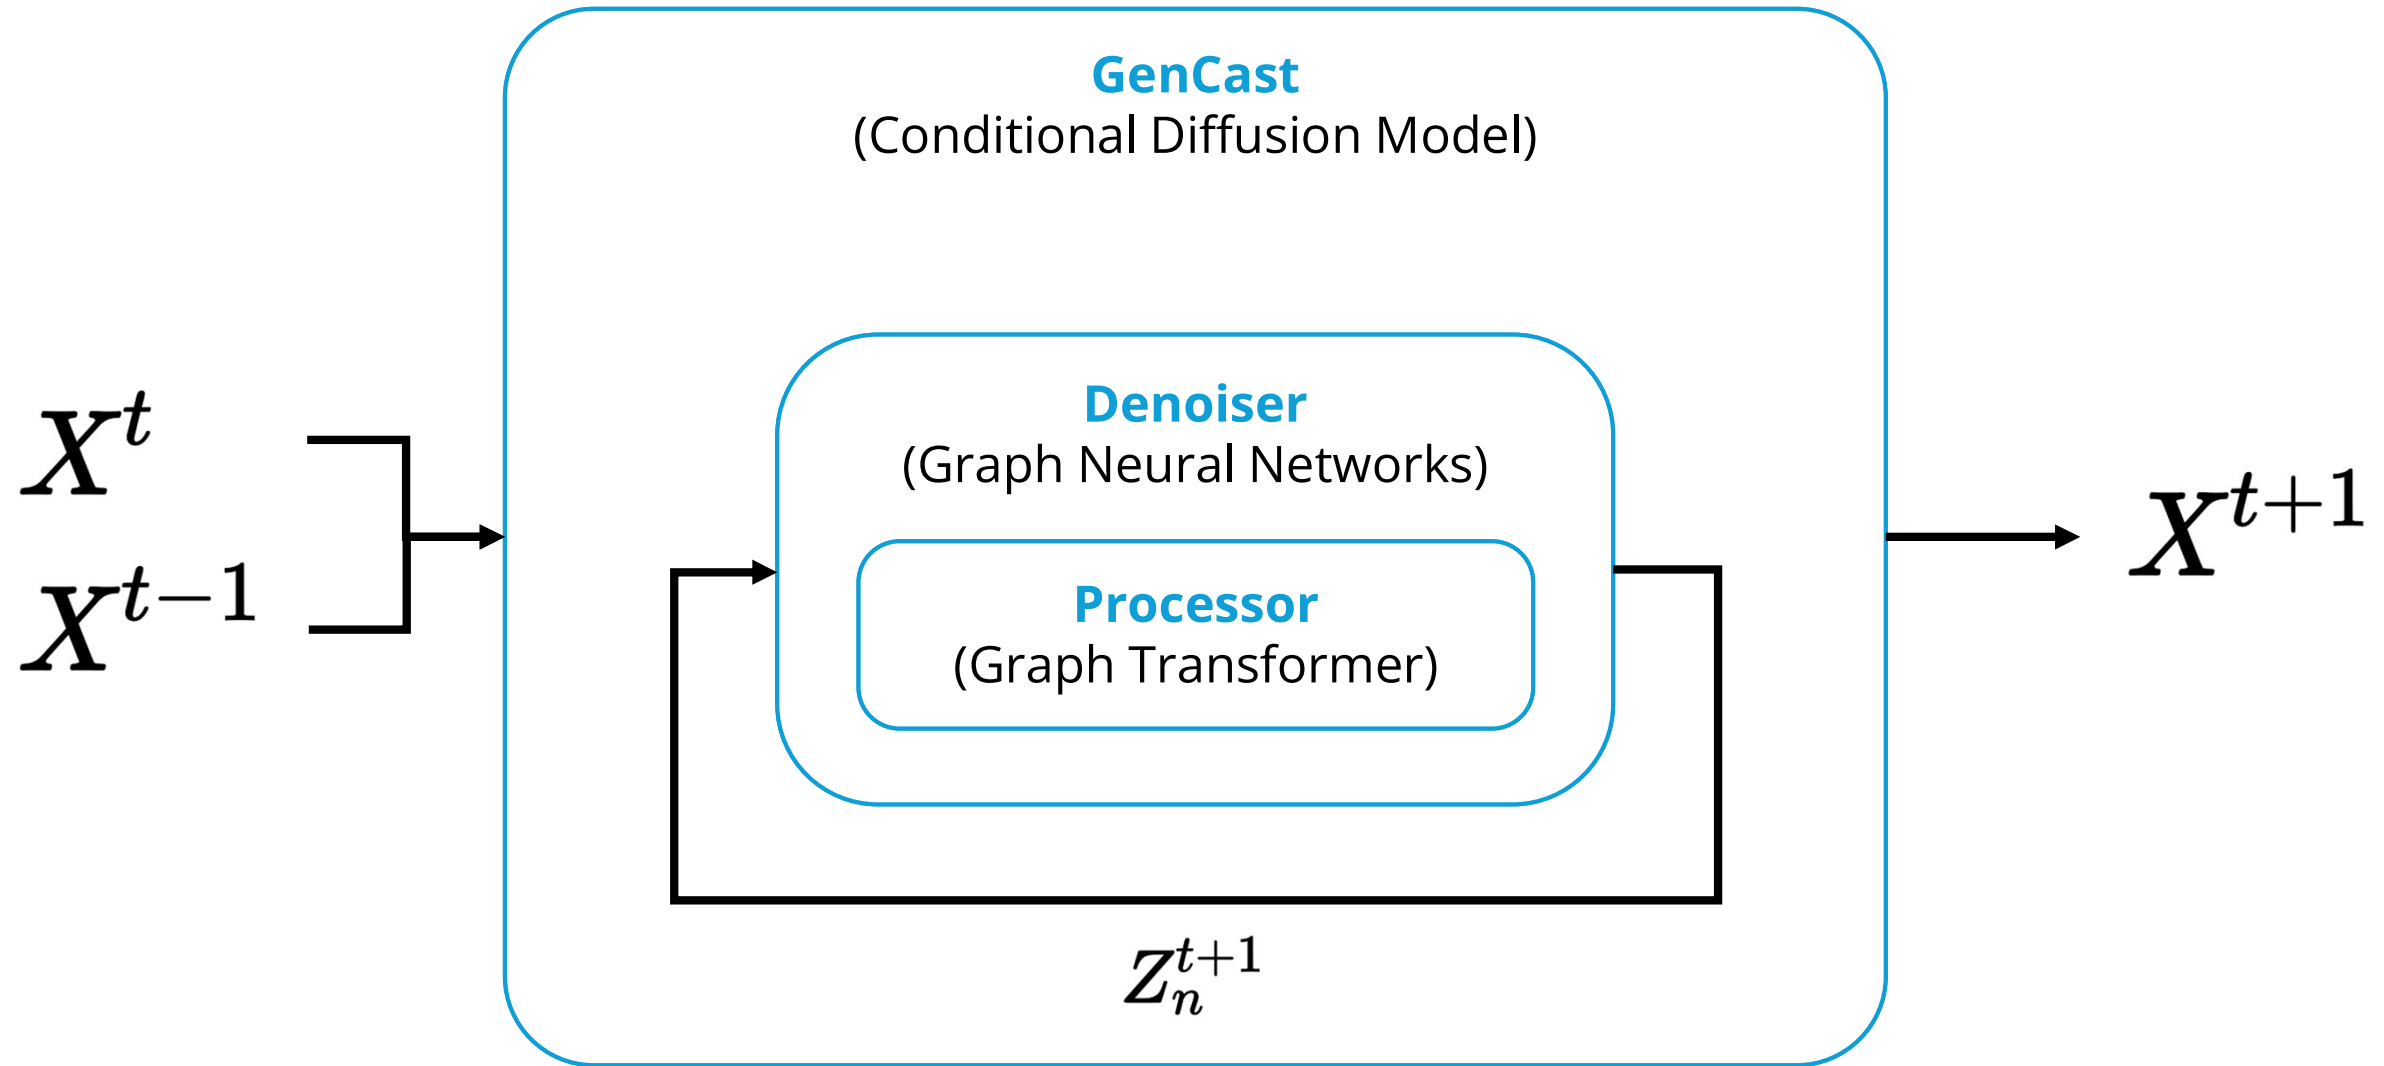 GenCast
(Conditional Diffusion Model)
X^t
X^{t-1}
Denoiser
(Graph Neural Networks)
Processor
(Graph Transformer)
X^{t+1}
Z_n^{t+1}